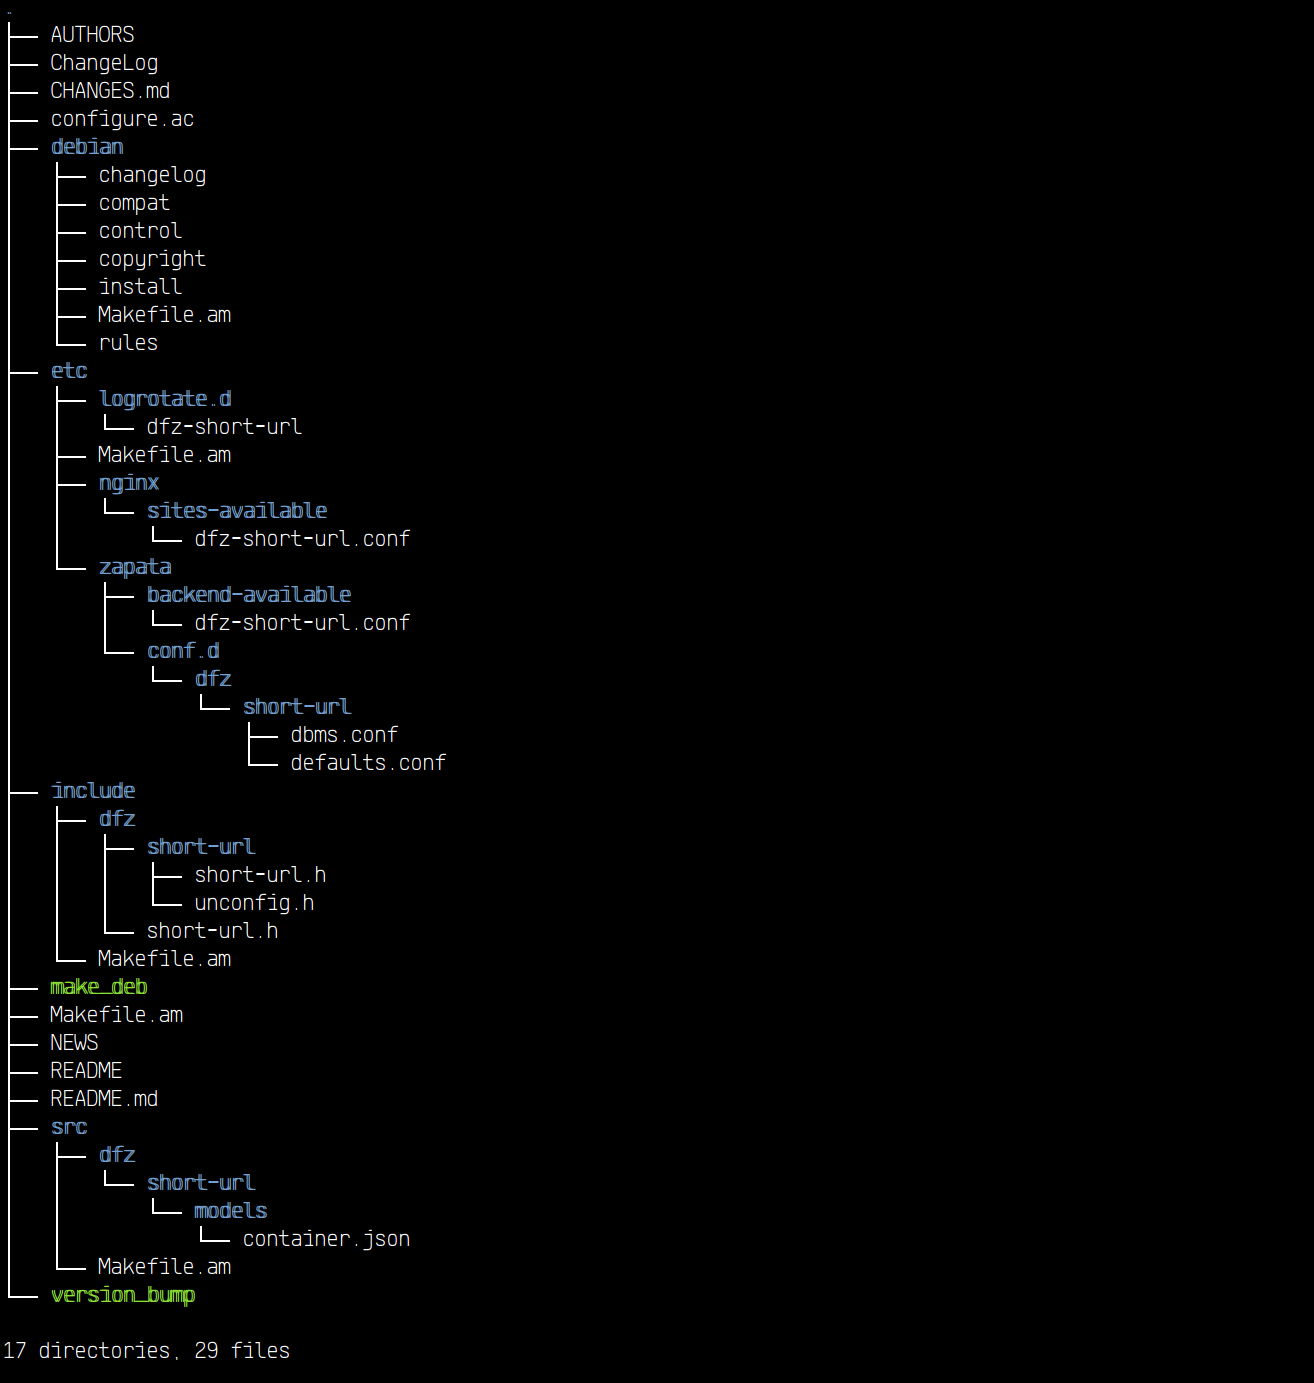 .
├── AUTHORS
├── ChangeLog
├── CHANGES.md
├── configure.ac
├── debian
│   ├── changelog
│   ├── compat
│   ├── control
│   ├── copyright
│   ├── install
│   ├── Makefile.am
│   └── rules
├── etc
│   ├── logrotate.d
│   │   └── dfz-short-url
│   ├── Makefile.am
│   ├── nginx
│   │   └── sites-available
│   │       └── dfz-short-url.conf
│   └── zapata
│       ├── backend-available
│       │   └── dfz-short-url.conf
│       └── conf.d
│           └── dfz
│               └── short-url
│                   ├── dbms.conf
│                   └── defaults.conf
├── include
│   ├── dfz
│   │   ├── short-url
│   │   │   ├── short-url.h
│   │   │   └── unconfig.h
│   │   └── short-url.h
│   └── Makefile.am
├── make_deb
├── Makefile.am
├── NEWS
├── README
├── README.md
├── src
│   ├── dfz
│   │   └── short-url
│   │       └── models
│   │           └── container.json
│   └── Makefile.am
└── version_bump

17 directories, 29 files